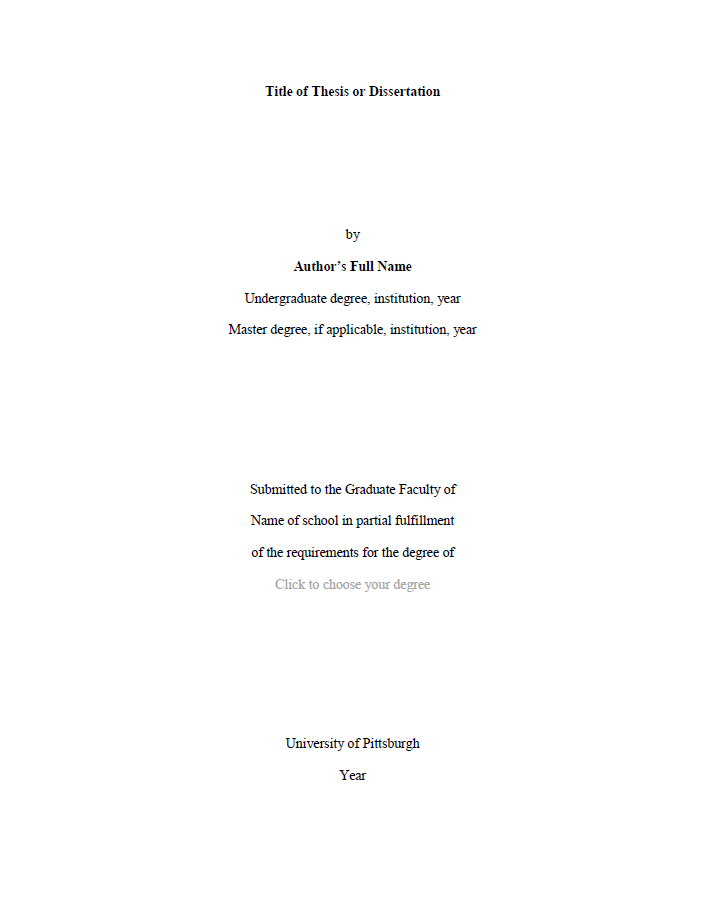 Title of Thesis or Dissertation
by
Author’s Full Name
Undergraduate degree, institution, year
Master degree, if applicable, institution, year
Submitted to the Graduate Faculty of
Name of school in partial fulfillment
of the requirements for the degree of
Click to choose your degree
University of Pittsburgh
Year